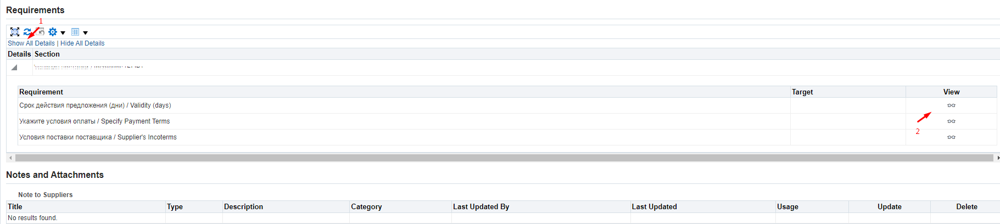 Requirements
1
Show All Details | Hide All Details
Details Section
Requirement Target View
Срок действия предложения (дни) / Validity (days)
Укажите условия оплаты / Specify Payment Terms
2
Условия поставки поставщика / Supplier's Incoterms
Notes and Attachments
Note to Suppliers
Title Type Description Category Last Updated By Last Updated Usage Update Delete
No results found.